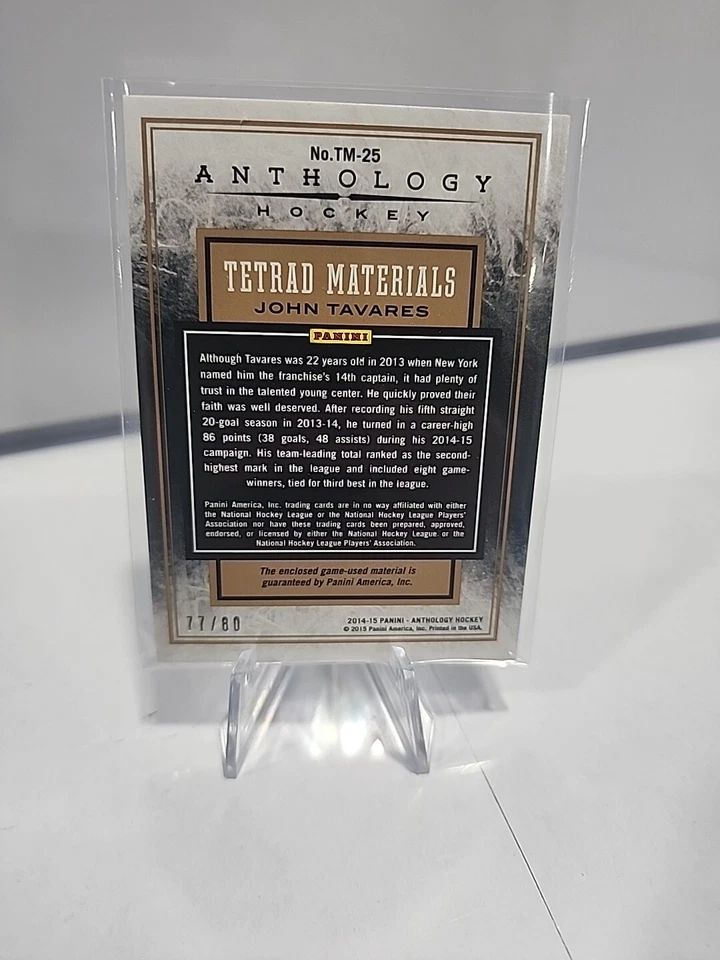 No.TM-25
ANTHOLOGY
HOCKEY
TETRAD MATERIALS
JOHN TAVARES
PANINI
Although Tavares was 22 years old in 2013 when New York
named him the franchise's 14th captain, it had plenty of
trust in the talented young center. He quickly proved their
faith was well deserved. After recording his fifth straight
20-goal season in 2013-14, he turned in a career-high
86 points (38 goals, 48 assists) during his 2014-15
campaign. His team-leading total ranked as the second-
highest mark in the league and included eight game-
winners, tied for third best in the league.
Panini America, Inc. trading cards are in no way affiliated with either
the National Hockey League or the National Hockey League Players'
Association nor have these trading cards been prepared, approved,
endorsed, or licensed by either the National Hockey League or the
National Hockey League Players' Association.
The enclosed game-used material is
guaranteed by Panini America, Inc.
77/80
2014-15 PANINI - ANTHOLOGY HOCKEY
© 2015 Panini America, Inc. Printed in the USA.